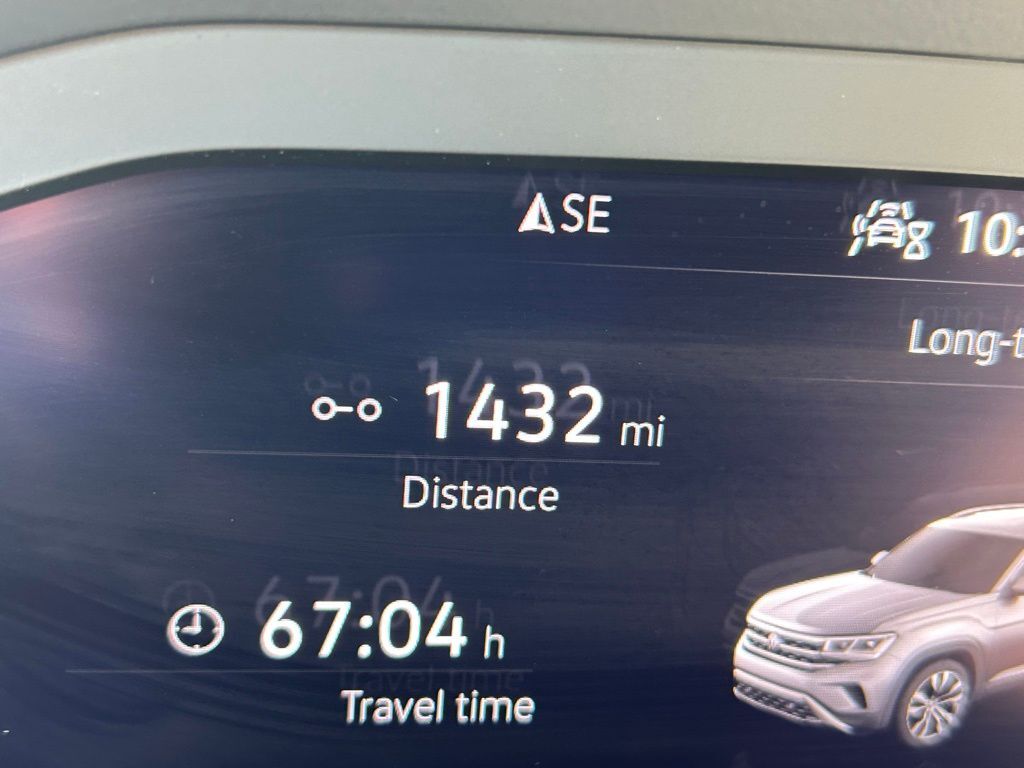 SE
10:
Long-t
1432 mi
Distance
67:04 h
Travel time